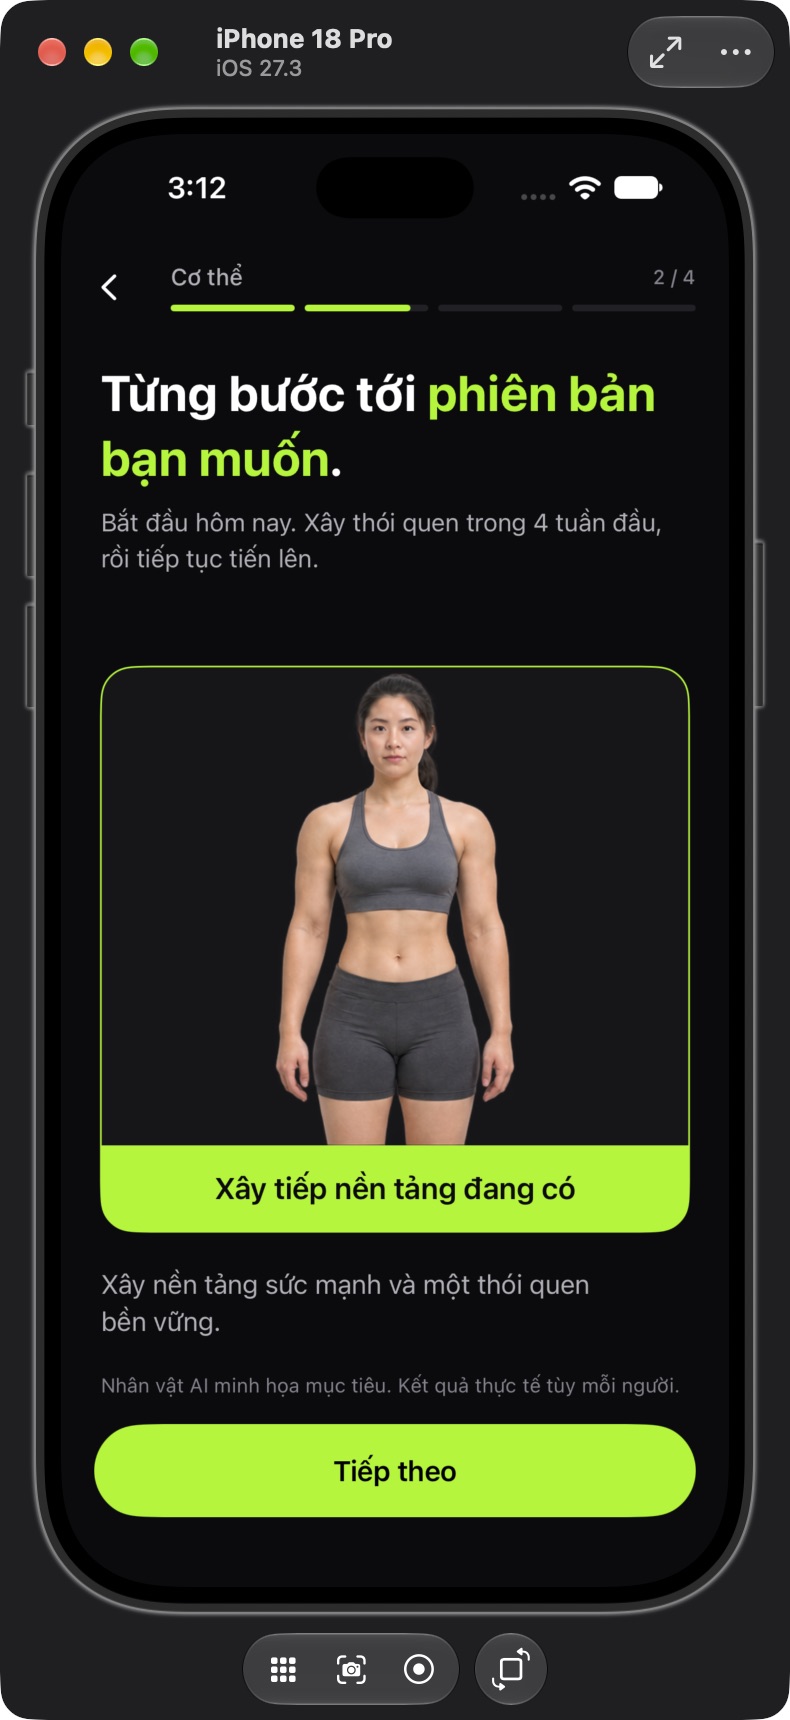 iPhone 18 Pro
iOS 27.3
3:12
Cơ thể
2 / 4
Từng bước tới phiên bản
bạn muốn.
Bắt đầu hôm nay. Xây thói quen trong 4 tuần đầu,
rồi tiếp tục tiến lên.
Xây tiếp nền tảng đang có
Xây nền tảng sức mạnh và một thói quen
bền vững.
Nhân vật AI minh họa mục tiêu. Kết quả thực tế tùy mỗi người.
Tiếp theo